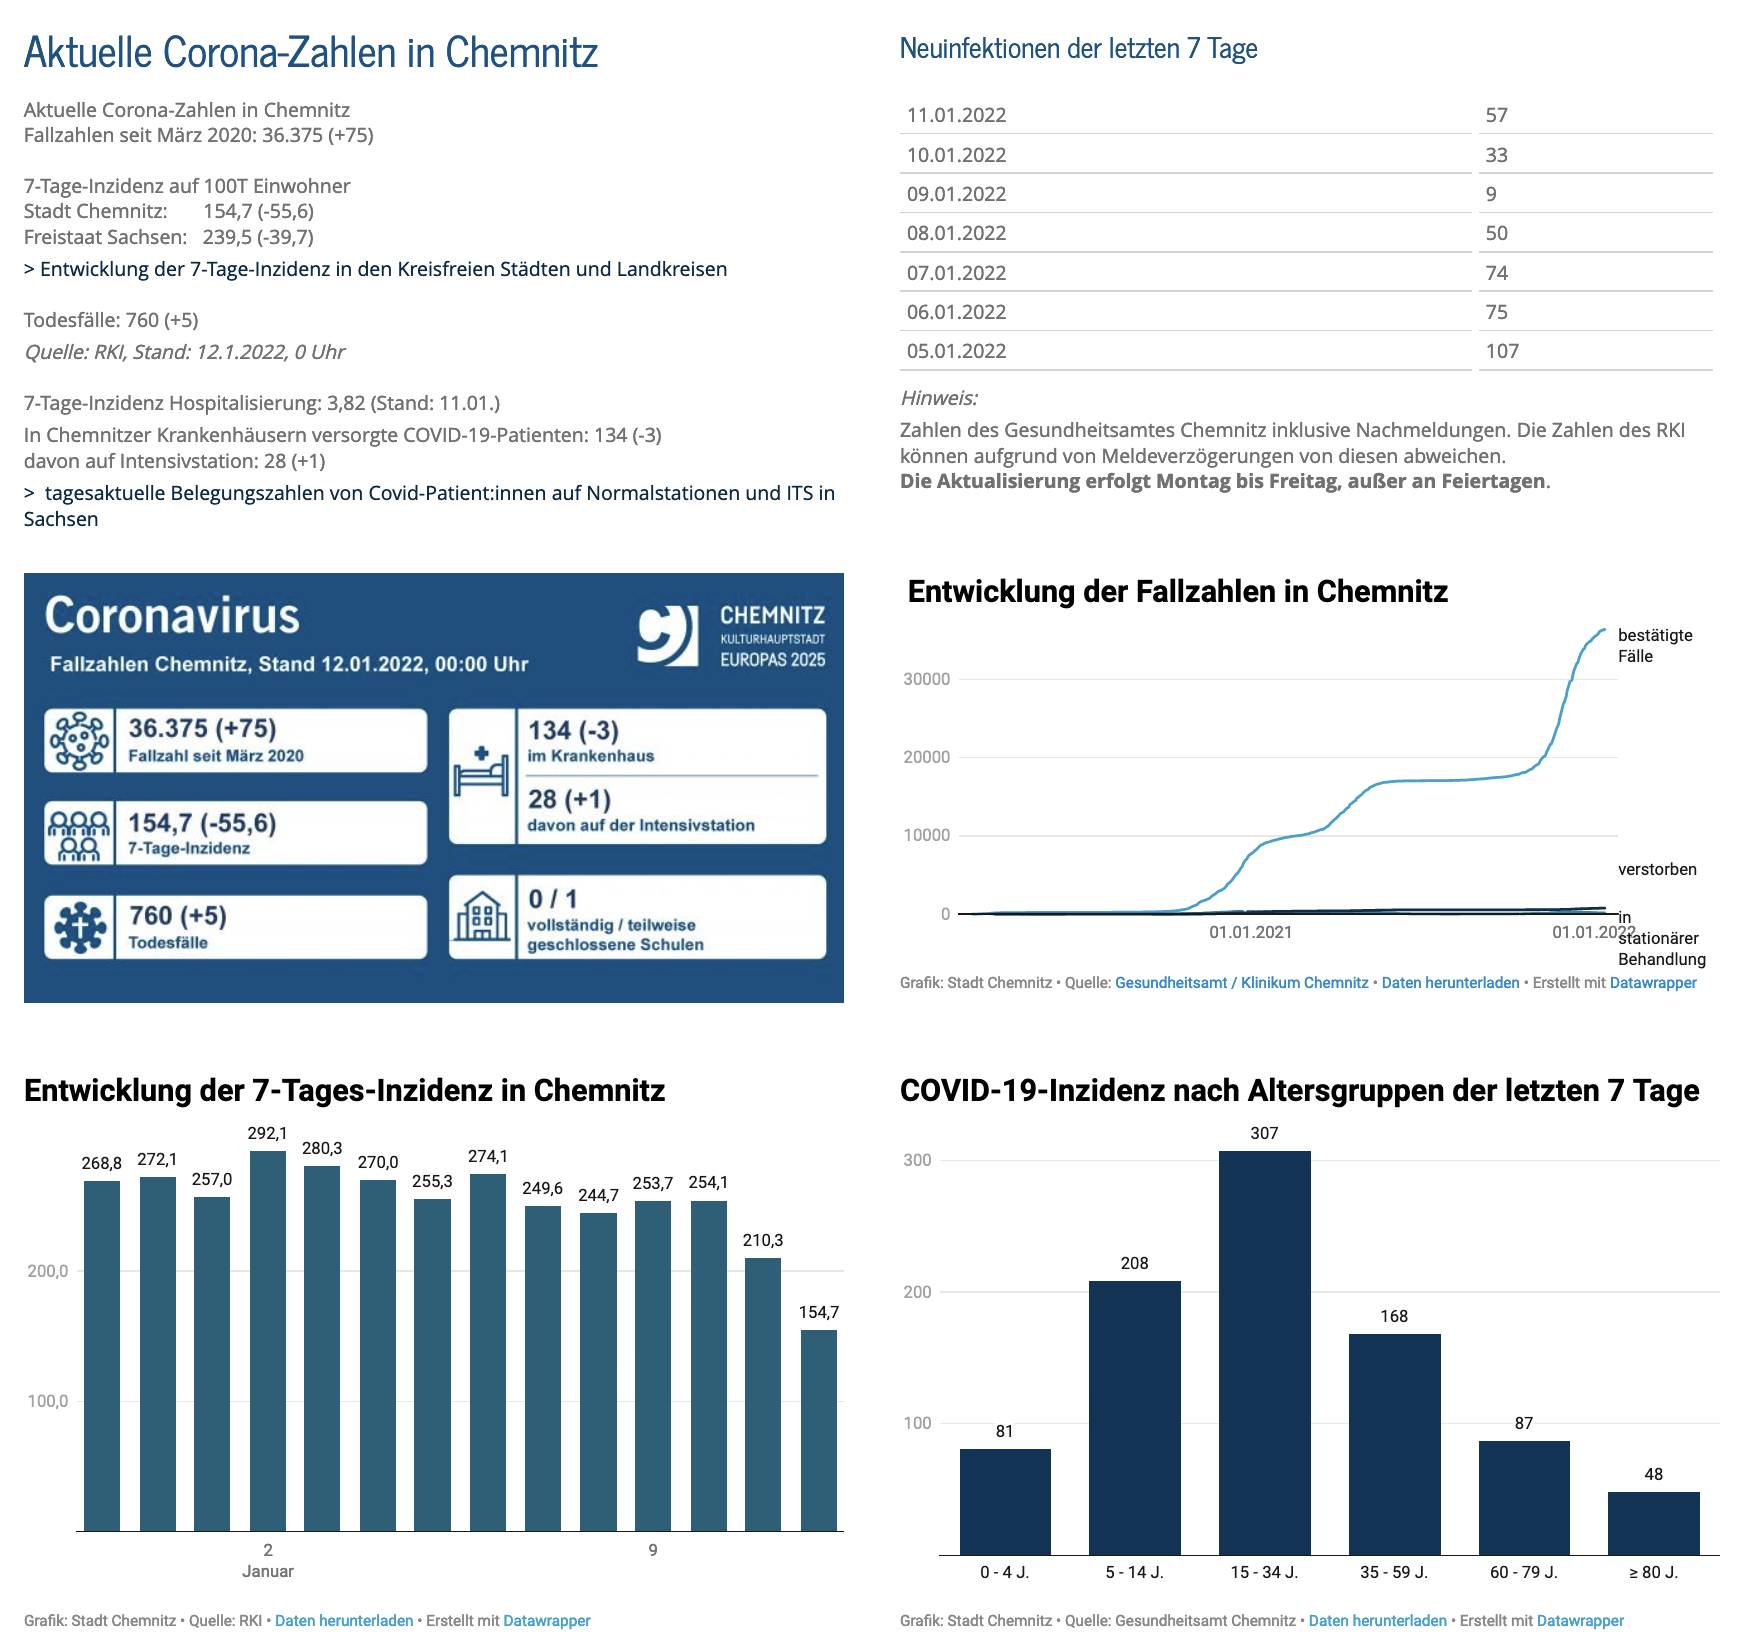 Aktuelle Corona-Zahlen in Chemnitz
Aktuelle Corona-Zahlen in Chemnitz
Fallzahlen seit März 2020: 36.375 (+75)
7-Tage-Inzidenz auf 100T Einwohner
Stadt Chemnitz: 154,7 (-55,6)
Freistaat Sachsen: 239,5 (-39,7)
> Entwicklung der 7-Tage-Inzidenz in den Kreisfreien Städten und Landkreisen
Todesfälle: 760 (+5)
Quelle: RKI, Stand: 12.1.2022, 0 Uhr
7-Tage-Inzidenz Hospitalisierung: 3,82 (Stand: 11.01.)
In Chemnitzer Krankenhäusern versorgte COVID-19-Patienten: 134 (-3)
davon auf Intensivstation: 28 (+1)
> tagesaktuelle Belegungszahlen von Covid-Patient:innen auf Normalstationen und ITS in
Sachsen
Neuinfektionen der letzten 7 Tage
11.01.2022 57
10.01.2022 33
09.01.2022 9
08.01.2022 50
07.01.2022 74
06.01.2022 75
05.01.2022 107
Hinweis:
Zahlen des Gesundheitsamtes Chemnitz inklusive Nachmeldungen. Die Zahlen des RKI
können aufgrund von Meldeverzögerungen von diesen abweichen.
Die Aktualisierung erfolgt Montag bis Freitag, außer an Feiertagen.
Coronavirus
Fallzahlen Chemnitz, Stand 12.01.2022, 00:00 Uhr
CHEMNITZ
KULTURHAUPTSTADT
EUROPAS 2025
36.375 (+75)
Fallzahl seit März 2020
154,7 (-55,6)
7-Tage-Inzidenz
760 (+5)
Todesfälle
134 (-3)
im Krankenhaus
28 (+1)
davon auf der Intensivstation
0 / 1
vollständig / teilweise
geschlossene Schulen
Entwicklung der Fallzahlen in Chemnitz
bestätigte
Fälle
30000
20000
10000
verstorben
0
in
stationärer
Behandlung
01.01.2021 01.01.2022
Grafik: Stadt Chemnitz • Quelle: Gesundheitsamt / Klinikum Chemnitz • Daten herunterladen • Erstellt mit Datawrapper
Entwicklung der 7-Tages-Inzidenz in Chemnitz
268,8 272,1 257,0 292,1 280,3 270,0 255,3 274,1 249,6 244,7 253,7 254,1 210,3 154,7
200,0
100,0
2 9
Januar
Grafik: Stadt Chemnitz • Quelle: RKI • Daten herunterladen • Erstellt mit Datawrapper
COVID-19-Inzidenz nach Altersgruppen der letzten 7 Tage
300
200
100
81 208 307 168 87 48
0 - 4 J. 5 - 14 J. 15 - 34 J. 35 - 59 J. 60 - 79 J. ≥ 80 J.
Grafik: Stadt Chemnitz • Quelle: Gesundheitsamt Chemnitz • Daten herunterladen • Erstellt mit Datawrapper